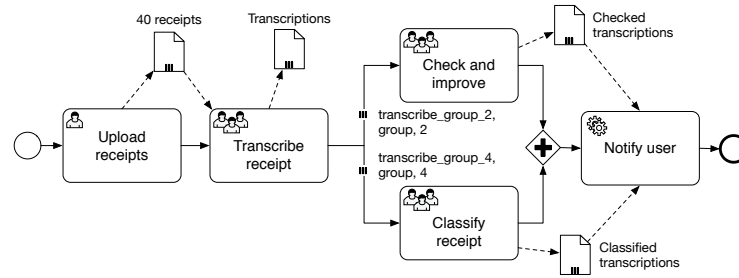 40 receipts
Transcriptions
Checked
transcriptions
Check and
improve
transcribe_group_2,
group, 2
Upload
receipts
Transcribe
receipt
Notify user
transcribe_group_4,
group, 4
Classify
receipt
Classified
transcriptions